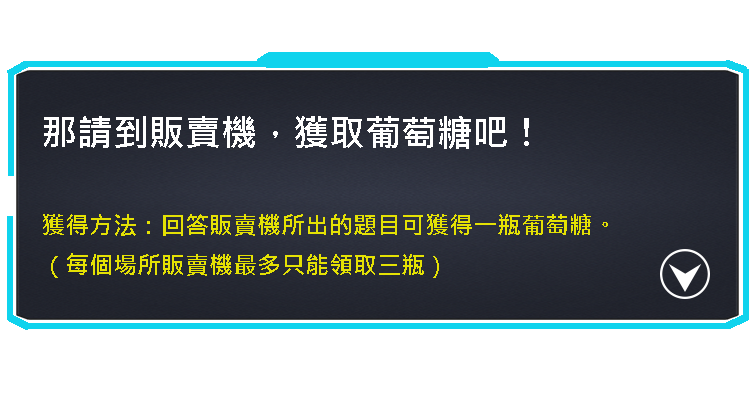 那請到販賣機，獲取葡萄糖吧！
獲得方法：回答販賣機所出的題目可獲得一瓶葡萄糖。
（每個場所販賣機最多只能領取三瓶）